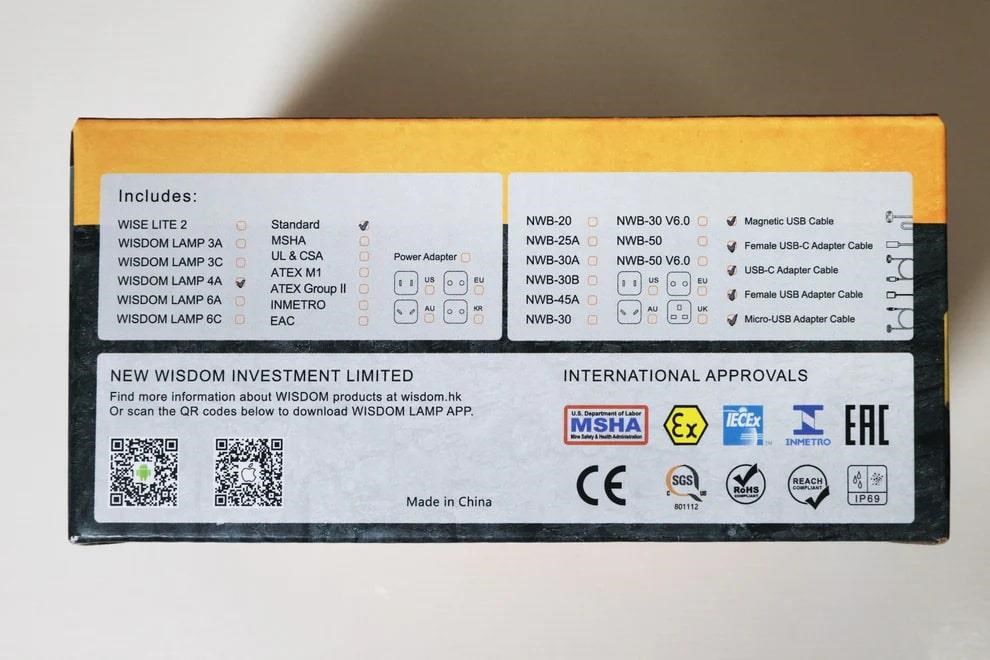 Includes:
WISE LITE 2
WISDOM LAMP 3A
WISDOM LAMP 3C
WISDOM LAMP 4A
WISDOM LAMP 6A
WISDOM LAMP 6C
Standard
MSHA
UL & CSA
ATEX M1
ATEX Group II
INMETRO
EAC
Power Adapter
US
EU
AU
KR
NWB-20
NWB-25A
NWB-30A
NWB-30B
NWB-45A
NWB-30
NWB-30 V6.0
NWB-50
NWB-50 V6.0
US
EU
AU
UK
Magnetic USB Cable
Female USB-C Adapter Cable
USB-C Adapter Cable
Female USB Adapter Cable
Micro-USB Adapter Cable
NEW WISDOM INVESTMENT LIMITED
Find more information about WISDOM products at wisdom.hk
Or scan the QR codes below to download WISDOM LAMP APP.
Made in China
INTERNATIONAL APPROVALS
U.S. Department of Labor
MSHA
Mine Safety & Health Administration
Ex
IECEx
TM
INMETRO
EAC
CE
SGS
C US
801112
RoHS
COMPLIANT
REACH
COMPLIANT
IP69